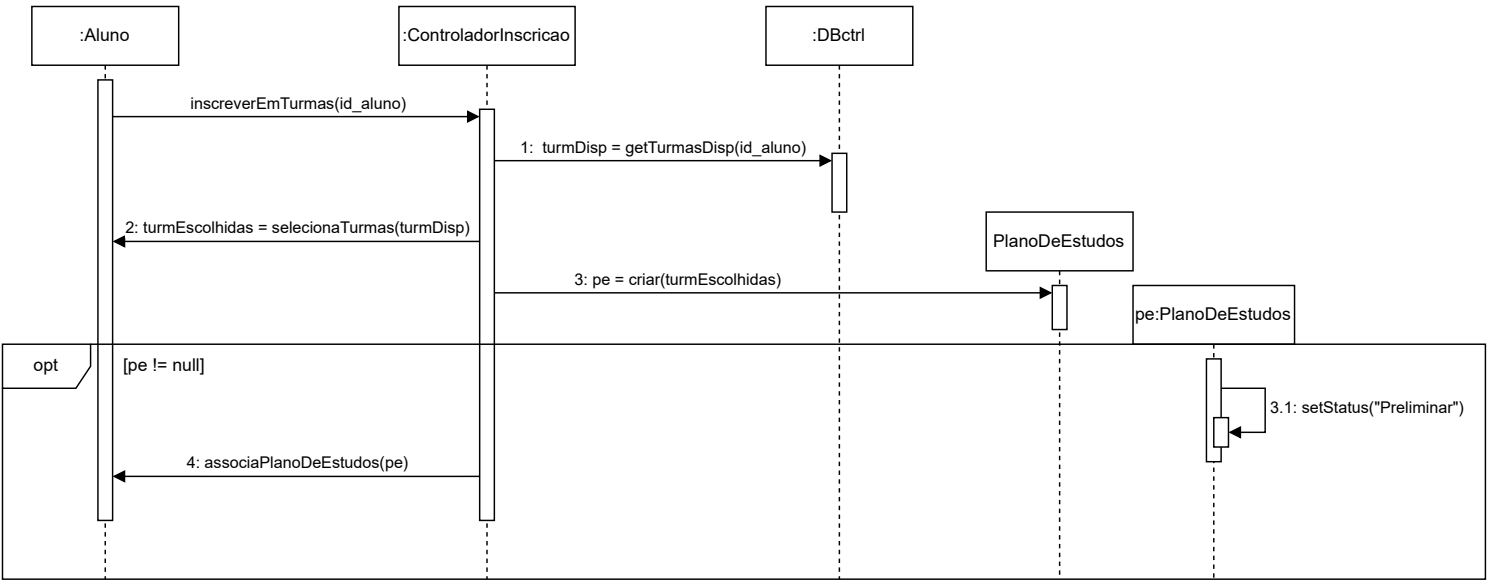 :Aluno
:ControladorInscricao
:DBctrl
inscreverEmTurmas(id_aluno)
1: turmDisp = getTurmasDisp(id_aluno)
2: turmEscolhidas = selecionaTurmas(turmDisp)
PlanoDeEstudos
3: pe = criar(turmEscolhidas)
pe:PlanoDeEstudos
opt
[pe != null]
3.1: setStatus("Preliminar")
4: associaPlanoDeEstudos(pe)